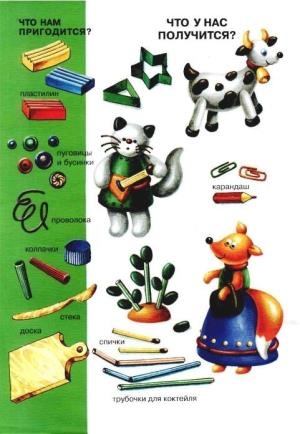 ЧТО НАМ
ПРИГОДИТСЯ?
ЧТО У НАС
ПОЛУЧИТСЯ?
пластилин
пуговицы
и бусинки
карандаш
проволока
колпачки
стека
доска
спички
трубочки для коктейля